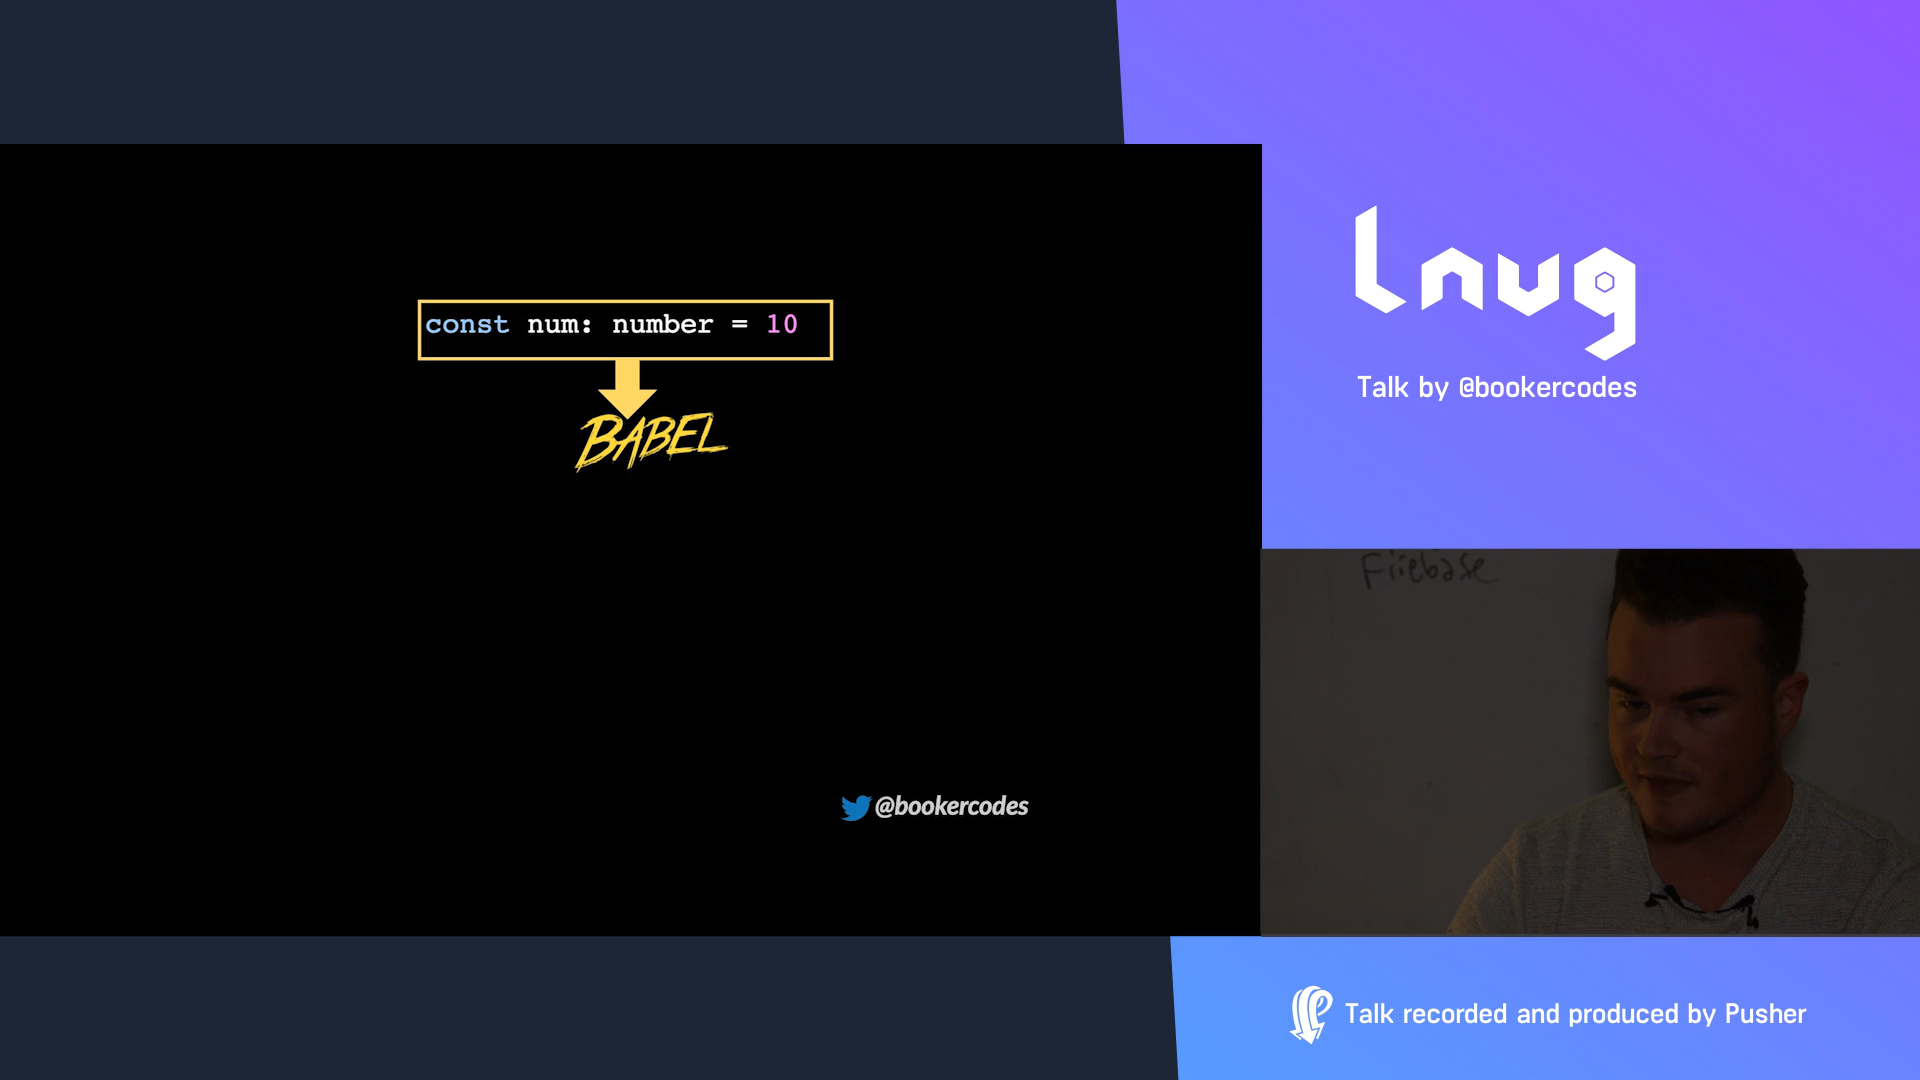 const num: number = 10
BABEL
@bookercodes
lnug
Talk by @bookercodes
Firebase
Talk recorded and produced by Pusher